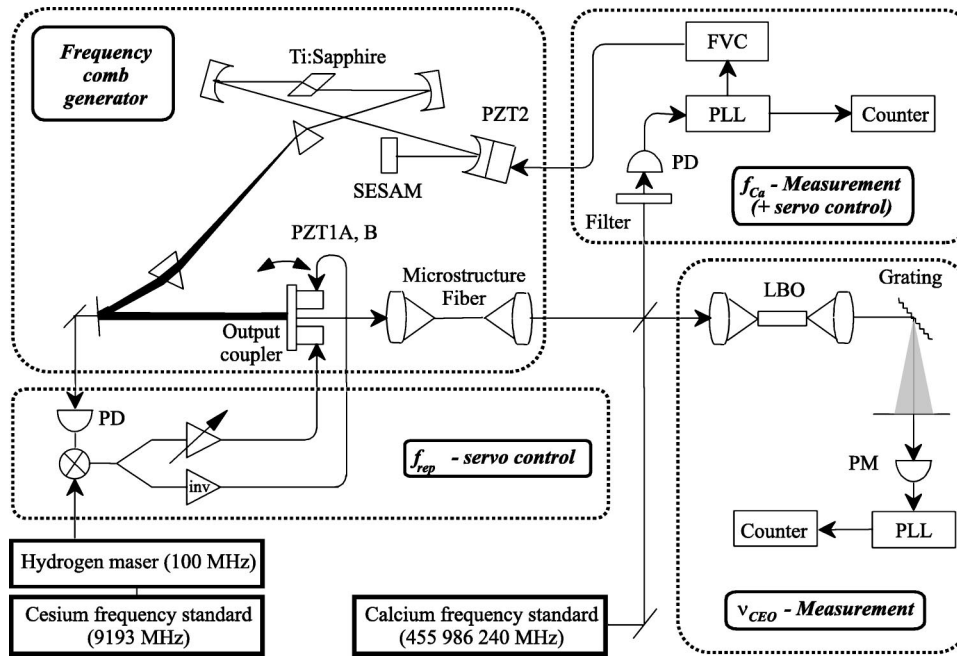 Frequency
comb
generator
Ti:Sapphire
PZT2
SESAM
PZT1A, B
Microstructure
Fiber
Output
coupler
FVC
PLL
Counter
PD
Filter
f_Ca - Measurement
(+ servo control)
LBO
Grating
PM
Counter
PLL
ν_CEO - Measurement
PD
inv
f_rep - servo control
Hydrogen maser (100 MHz)
Cesium frequency standard
(9193 MHz)
Calcium frequency standard
(455 986 240 MHz)